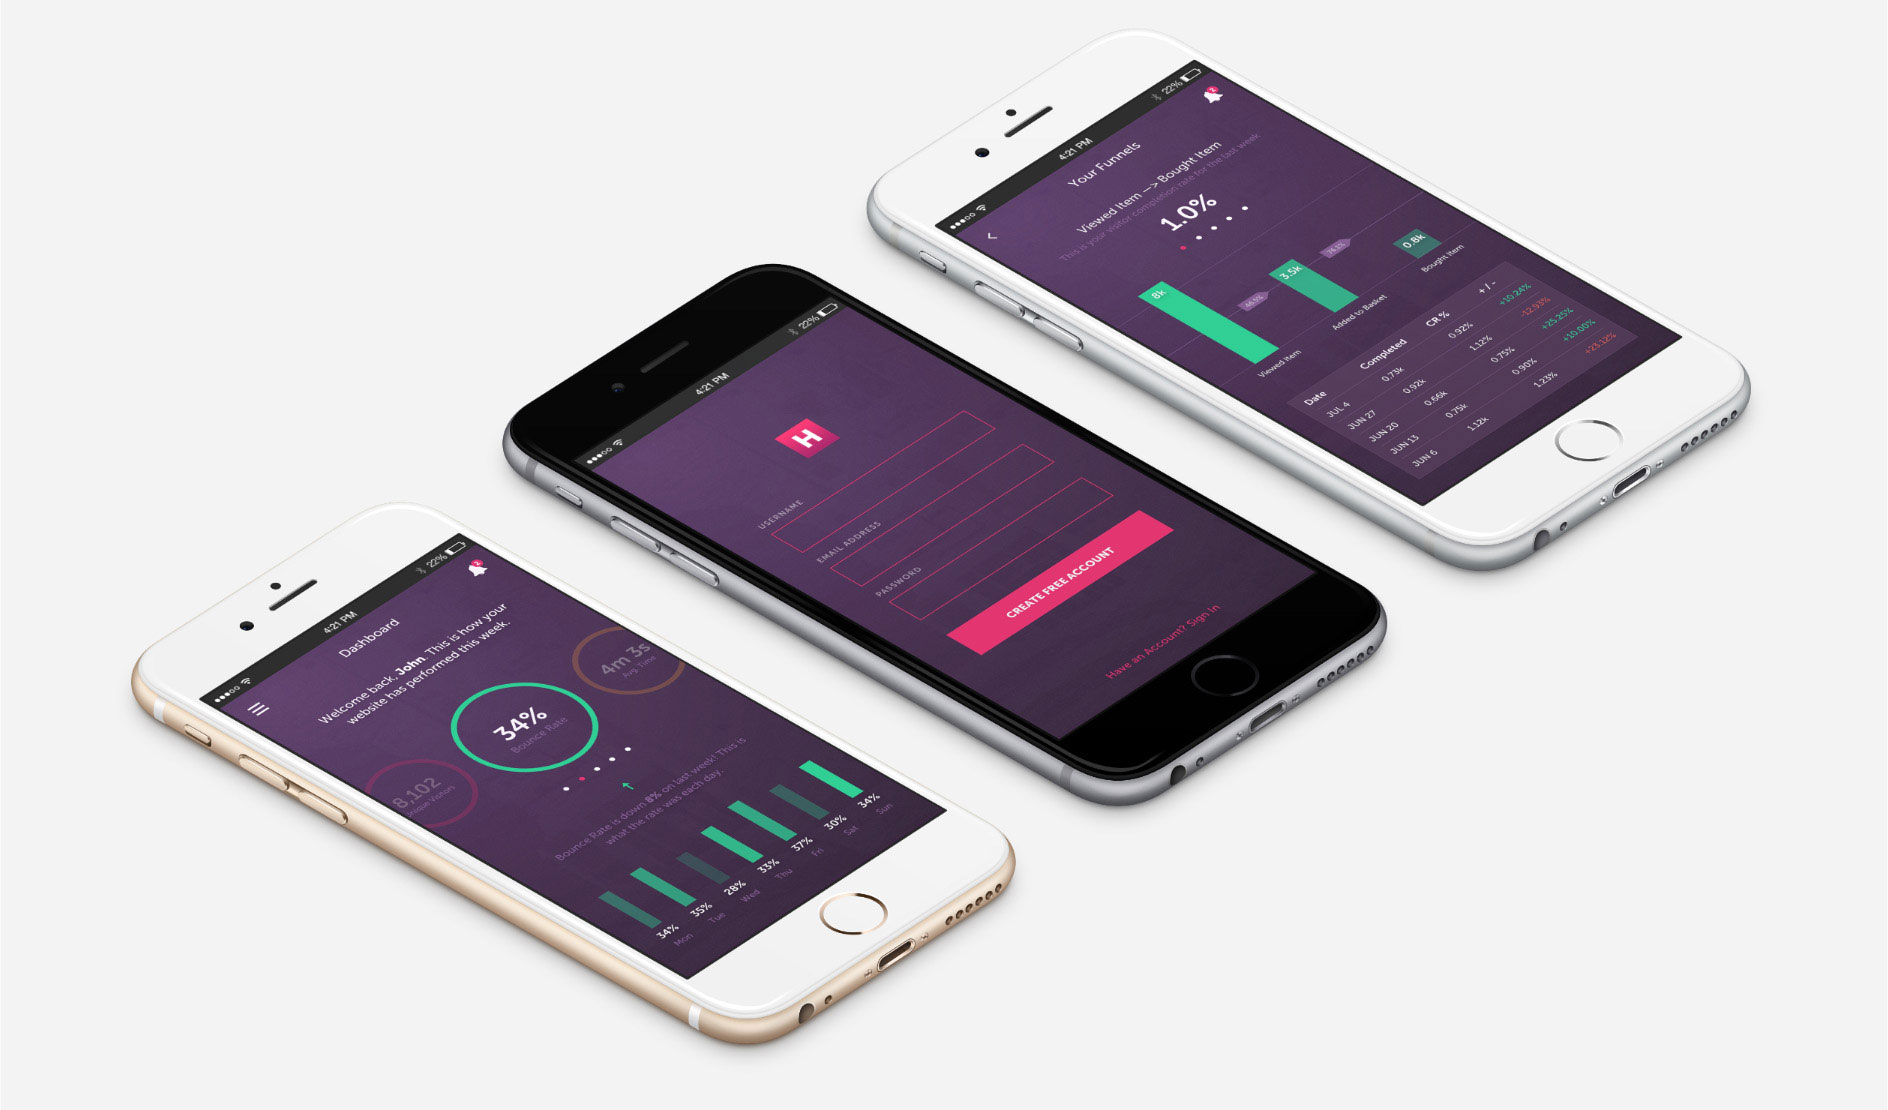 4:21 PM
22%
2
Dashboard
Welcome back, John. This is how your
website has performed this week.
8,102
Unique Visitors
34%
Bounce Rate
4m 3s
Avg. Time
Bounce Rate is down 8% on last week! This is
what the rate was each day.
34% 35% 28% 33% 37% 30% 34%
Mon Tue Wed Thu Fri Sat Sun
4:21 PM
22%
H
USERNAME
EMAIL ADDRESS
PASSWORD
CREATE FREE ACCOUNT
Have an Account? Sign In
4:21 PM
22%
2
Your Funnels
Viewed Item —> Bought Item
This is your visitor completion rate for the last week
1.0%
8k
3.5k
0.8k
Viewed Item
Added to Basket
Bought Item
Date Completed CR % + / -
JUL 4 0.73k 0.92% +10.24%
JUN 27 0.92k 1.12% -12.93%
JUN 20 0.66k 0.75% +25.25%
JUN 13 0.75k 0.90% +10.00%
JUN 6 1.12k 1.23% +23.12%